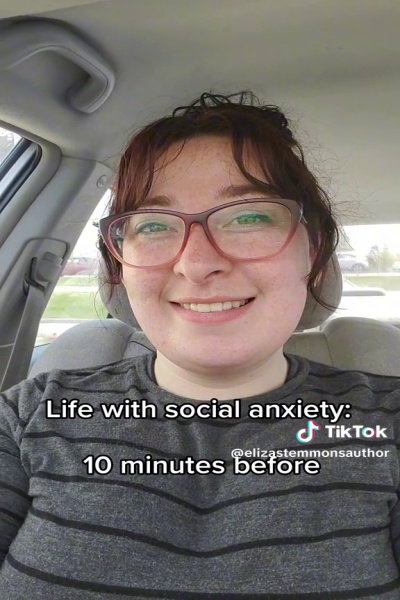 Life with social anxiety:
TikTok
@elizastemmonsauthor
10 minutes before